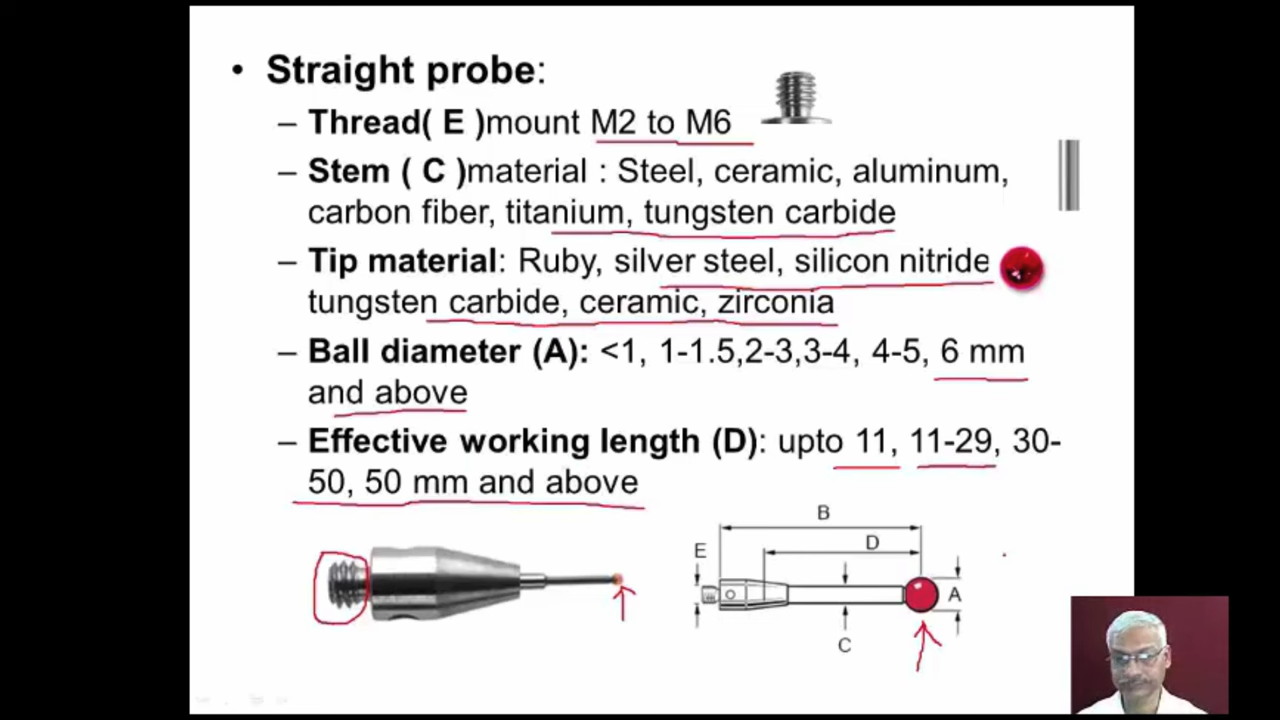 • Straight probe:
– Thread( E )mount M2 to M6
– Stem ( C )material : Steel, ceramic, aluminum,
carbon fiber, titanium, tungsten carbide
– Tip material: Ruby, silver steel, silicon nitride
tungsten carbide, ceramic, zirconia
– Ball diameter (A): <1, 1-1.5,2-3,3-4, 4-5, 6 mm
and above
– Effective working length (D): upto 11, 11-29, 30-
50, 50 mm and above
B
E
D
A
C